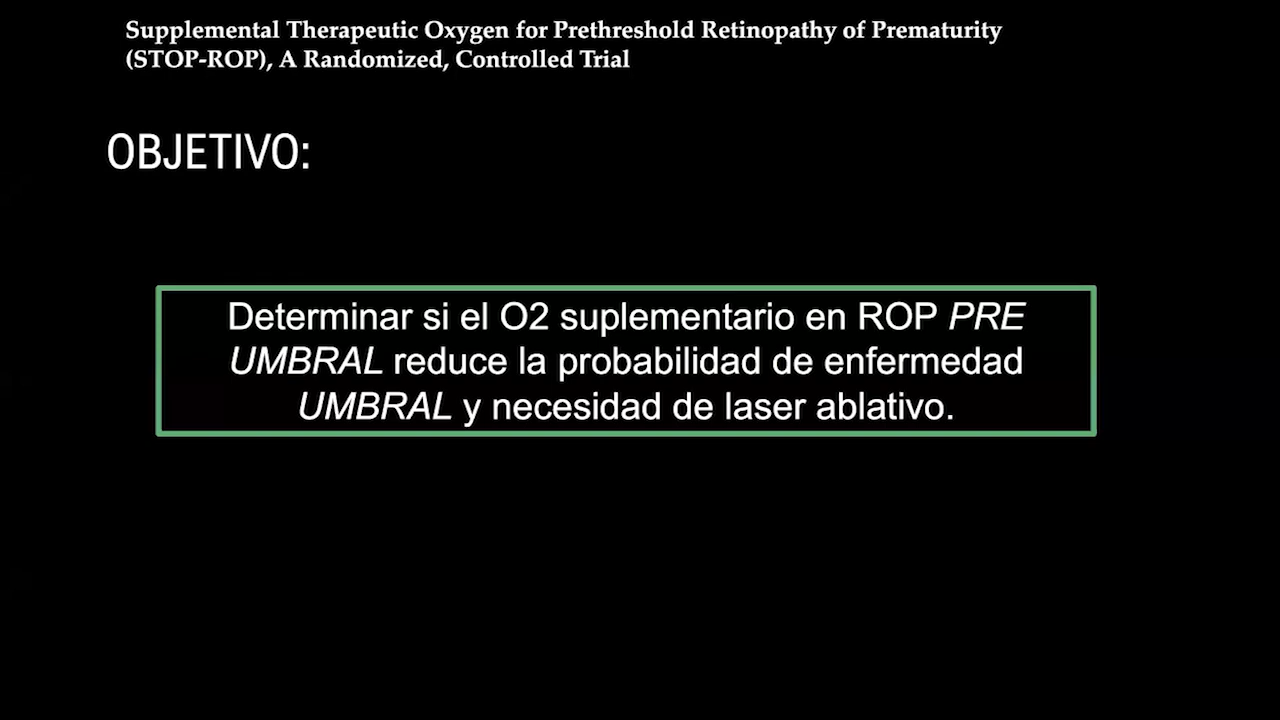 Supplemental Therapeutic Oxygen for Prethreshold Retinopathy of Prematurity
(STOP-ROP), A Randomized, Controlled Trial
OBJETIVO:
Determinar si el O2 suplementario en ROP PRE
UMBRAL reduce la probabilidad de enfermedad
UMBRAL y necesidad de laser ablativo.